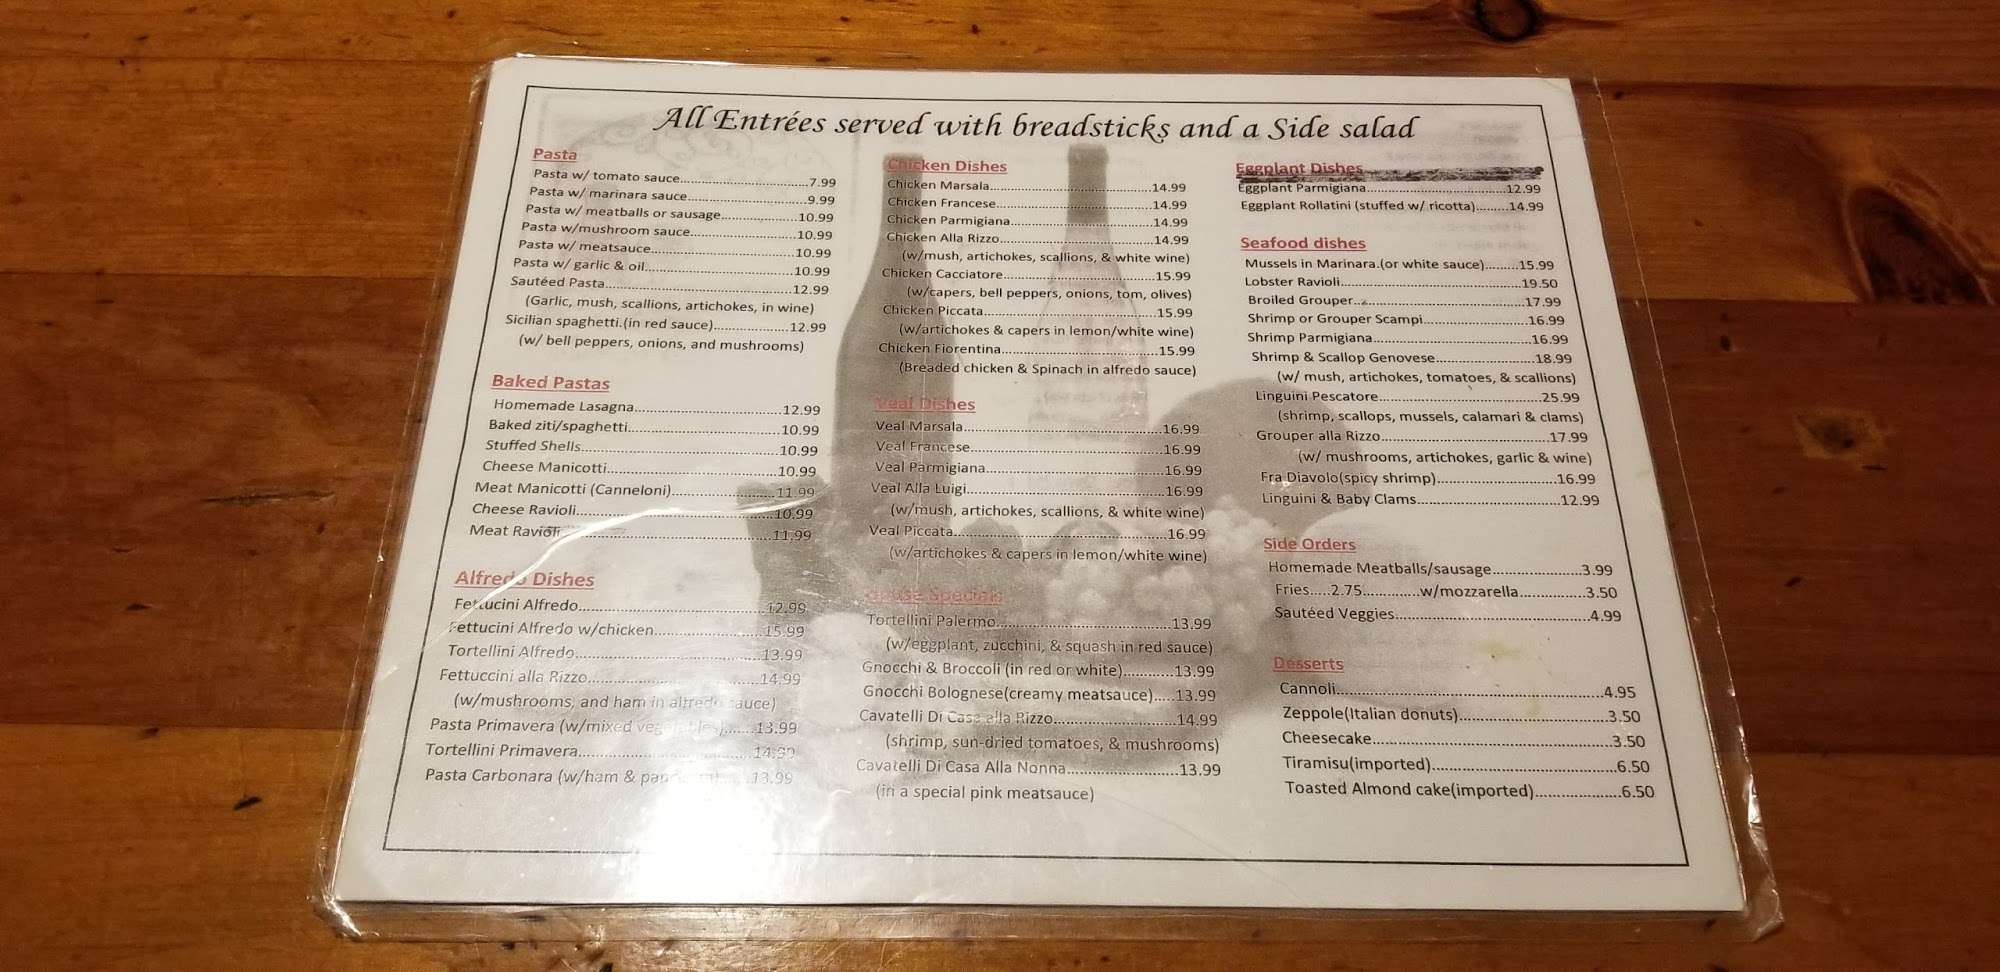 All Entrées served with breadsticks and a Side salad
Pasta
Pasta w/ tomato sauce...7.99
Pasta w/ marinara sauce...9.99
Pasta w/ meatballs or sausage...10.99
Pasta w/mushroom sauce...10.99
Pasta w/ meatsauce...10.99
Pasta w/ garlic & oil...10.99
Sautéed Pasta...12.99
(Garlic, mush, scallions, artichokes, in wine)
Sicilian spaghetti.(in red sauce)...12.99
(w/ bell peppers, onions, and mushrooms)
Baked Pastas
Homemade Lasagna...12.99
Baked ziti/spaghetti...10.99
Stuffed Shells...10.99
Cheese Manicotti...10.99
Meat Manicotti (Canneloni)...11.99
Cheese Ravioli...10.99
Meat Ravioli...11.99
Alfredo Dishes
Fettucini Alfredo...12.99
Fettucini Alfredo w/chicken...15.99
Tortellini Alfredo...13.99
Fettuccini alla Rizzo...14.99
(w/mushrooms, and ham in alfredo sauce)
Pasta Primavera (w/mixed vegetables)...13.99
Tortellini Primavera...14.99
Pasta Carbonara (w/ham &...13.99
Chicken Dishes
Chicken Marsala...14.99
Chicken Francese...14.99
Chicken Parmigiana...14.99
Chicken Alla Rizzo...14.99
(w/mush, artichokes, scallions, & white wine)
Chicken Cacciatore...15.99
(w/capers, bell peppers, onions, tom, olives)
Chicken Piccata...15.99
(w/artichokes & capers in lemon/white wine)
Chicken Fiorentina...15.99
(Breaded chicken & Spinach in alfredo sauce)
Veal Dishes
Veal Marsala...16.99
Veal Francese...16.99
Veal Parmigiana...16.99
Veal Alla Luigi...16.99
(w/mush, artichokes, scallions, & white wine)
Veal Piccata...16.99
(w/artichokes & capers in lemon/white wine)
House Specials
Tortellini Palermo...13.99
(w/eggplant, zucchini, & squash in red sauce)
Gnocchi & Broccoli (in red or white)...13.99
Gnocchi Bolognese(creamy meatsauce)...13.99
Cavatelli Di Casa alla Rizzo...14.99
(shrimp, sun-dried tomatoes, & mushrooms)
Cavatelli Di Casa Alla Nonna...13.99
(in a special pink meatsauce)
Eggplant Dishes
Eggplant Parmigiana...12.99
Eggplant Rollatini (stuffed w/ ricotta)...14.99
Seafood dishes
Mussels in Marinara.(or white sauce)...15.99
Lobster Ravioli...19.50
Broiled Grouper...17.99
Shrimp or Grouper Scampi...16.99
Shrimp Parmigiana...16.99
Shrimp & Scallop Genovese...18.99
(w/ mush, artichokes, tomatoes, & scallions)
Linguini Pescatore...25.99
(shrimp, scallops, mussels, calamari & clams)
Grouper alla Rizzo...17.99
(w/ mushrooms, artichokes, garlic & wine)
Fra Diavolo(spicy shrimp)...16.99
Linguini & Baby Clams...12.99
Side Orders
Homemade Meatballs/sausage...3.99
Fries.....2.75...w/mozzarella...3.50
Sautéed Veggies...4.99
Desserts
Cannoli...4.95
Zeppole(Italian donuts)...3.50
Cheesecake...3.50
Tiramisu(imported)...6.50
Toasted Almond cake(imported)...6.50